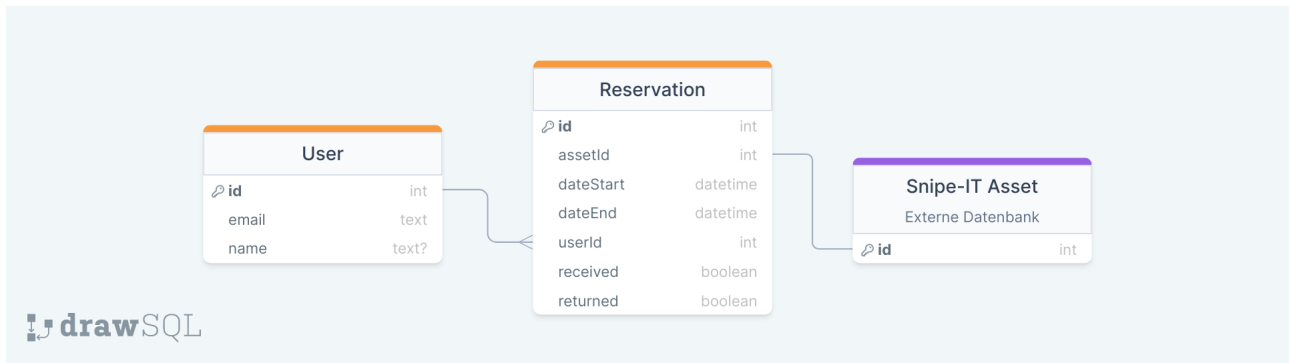 User
id int
email text
name text?
Reservation
id int
assetId int
dateStart datetime
dateEnd datetime
userId int
received boolean
returned boolean
Snipe-IT Asset
Externe Datenbank
id int
drawSQL